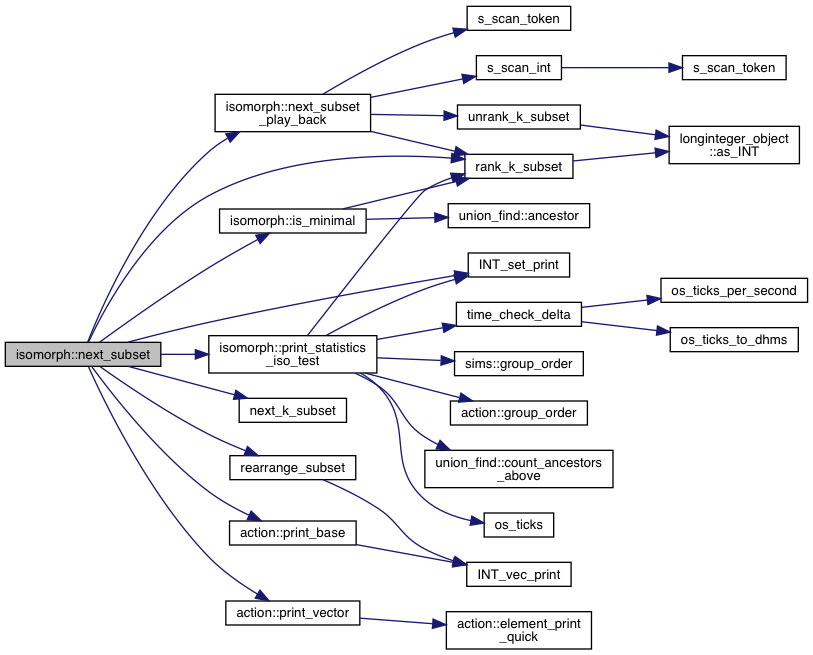 isomorph::next_subset
isomorph::next_subset
_play_back
isomorph::is_minimal
isomorph::print_statistics
_iso_test
next_k_subset
rearrange_subset
action::print_base
action::print_vector
s_scan_token
s_scan_int
unrank_k_subset
rank_k_subset
union_find::ancestor
INT_set_print
time_check_delta
sims::group_order
action::group_order
union_find::count_ancestors
_above
os_ticks
INT_vec_print
action::element_print
_quick
s_scan_token
longinteger_object
::as_INT
os_ticks_per_second
os_ticks_to_dhms